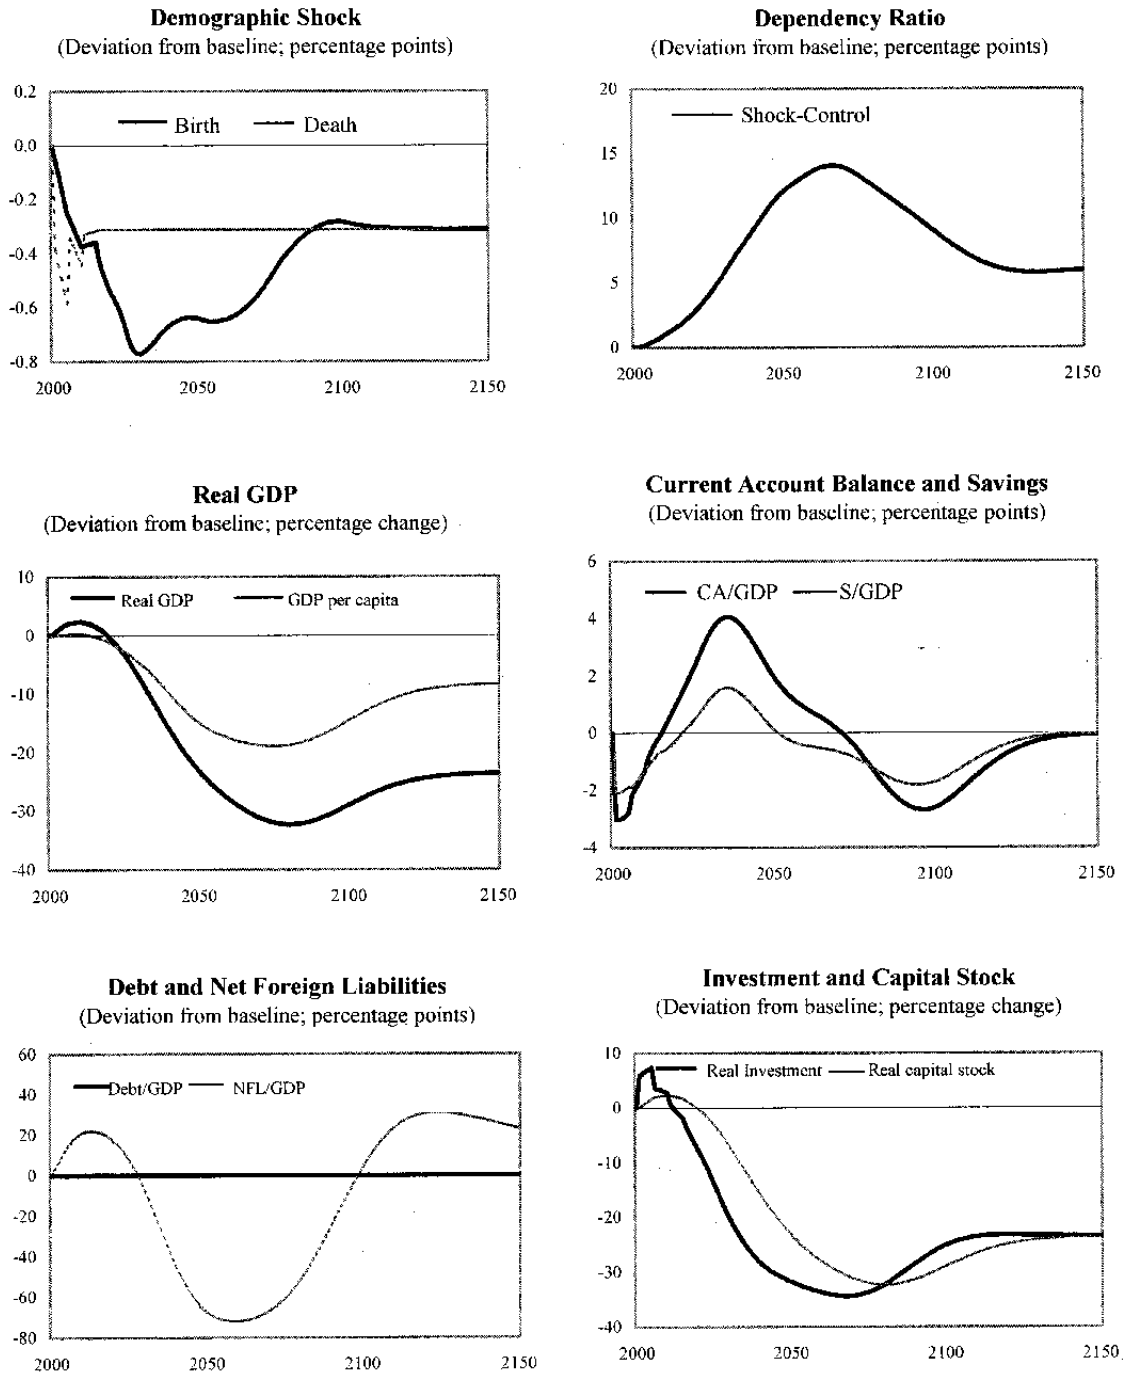 Demographic Shock
(Deviation from baseline; percentage points)
0.2
Birth Death
0.0
-0.2
-0.4
-0.6
-0.8
2000 2050 2100 2150
Dependency Ratio
(Deviation from baseline; percentage points)
20
Shock-Control
15
10
5
0
2000 2050 2100 2150
Real GDP
(Deviation from baseline; percentage change)
10
Real GDP GDP per capita
0
-10
-20
-30
-40
2000 2050 2100 2150
Current Account Balance and Savings
(Deviation from baseline; percentage points)
6
CA/GDP S/GDP
4
2
0
-2
-4
2000 2050 2100 2150
Debt and Net Foreign Liabilities
(Deviation from baseline; percentage points)
60
Debt/GDP NFL/GDP
40
20
0
-20
-40
-60
-80
2000 2050 2100 2150
Investment and Capital Stock
(Deviation from baseline; percentage change)
10
Real Investment Real capital stock
0
-10
-20
-30
-40
2000 2050 2100 2150